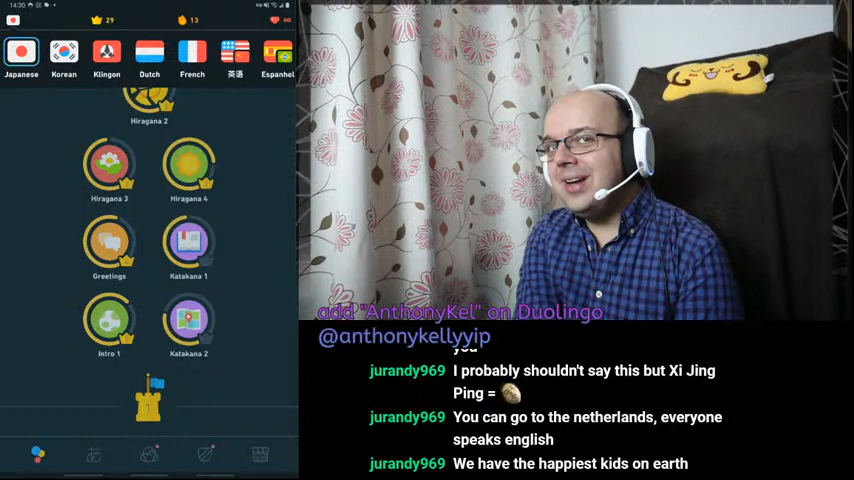 14:30
29
13
Japanese
Korean
Klingon
Dutch
French
英语
Espanhol
Hiragana 2
Hiragana 3
Hiragana 4
Greetings
Katakana 1
Intro 1
Katakana 2
1
add "AnthonyKel" on Duolingo
@anthonykellyyip
you
jurandy969 I probably shouldn't say this but Xi Jing
Ping =
jurandy969 You can go to the netherlands, everyone
speaks english
jurandy969 We have the happiest kids on earth